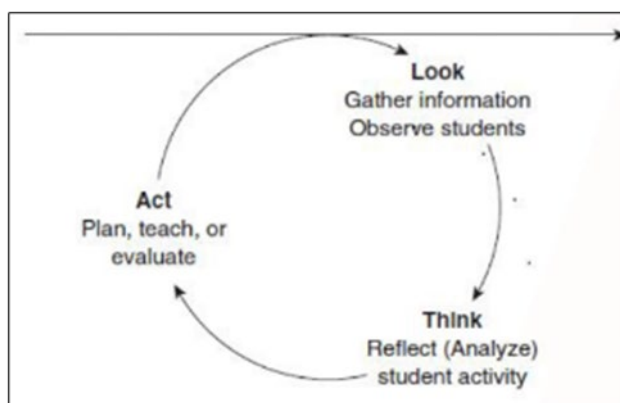 Look
Gather information
Observe students
Act
Plan, teach, or
evaluate
Think
Reflect (Analyze)
student activity